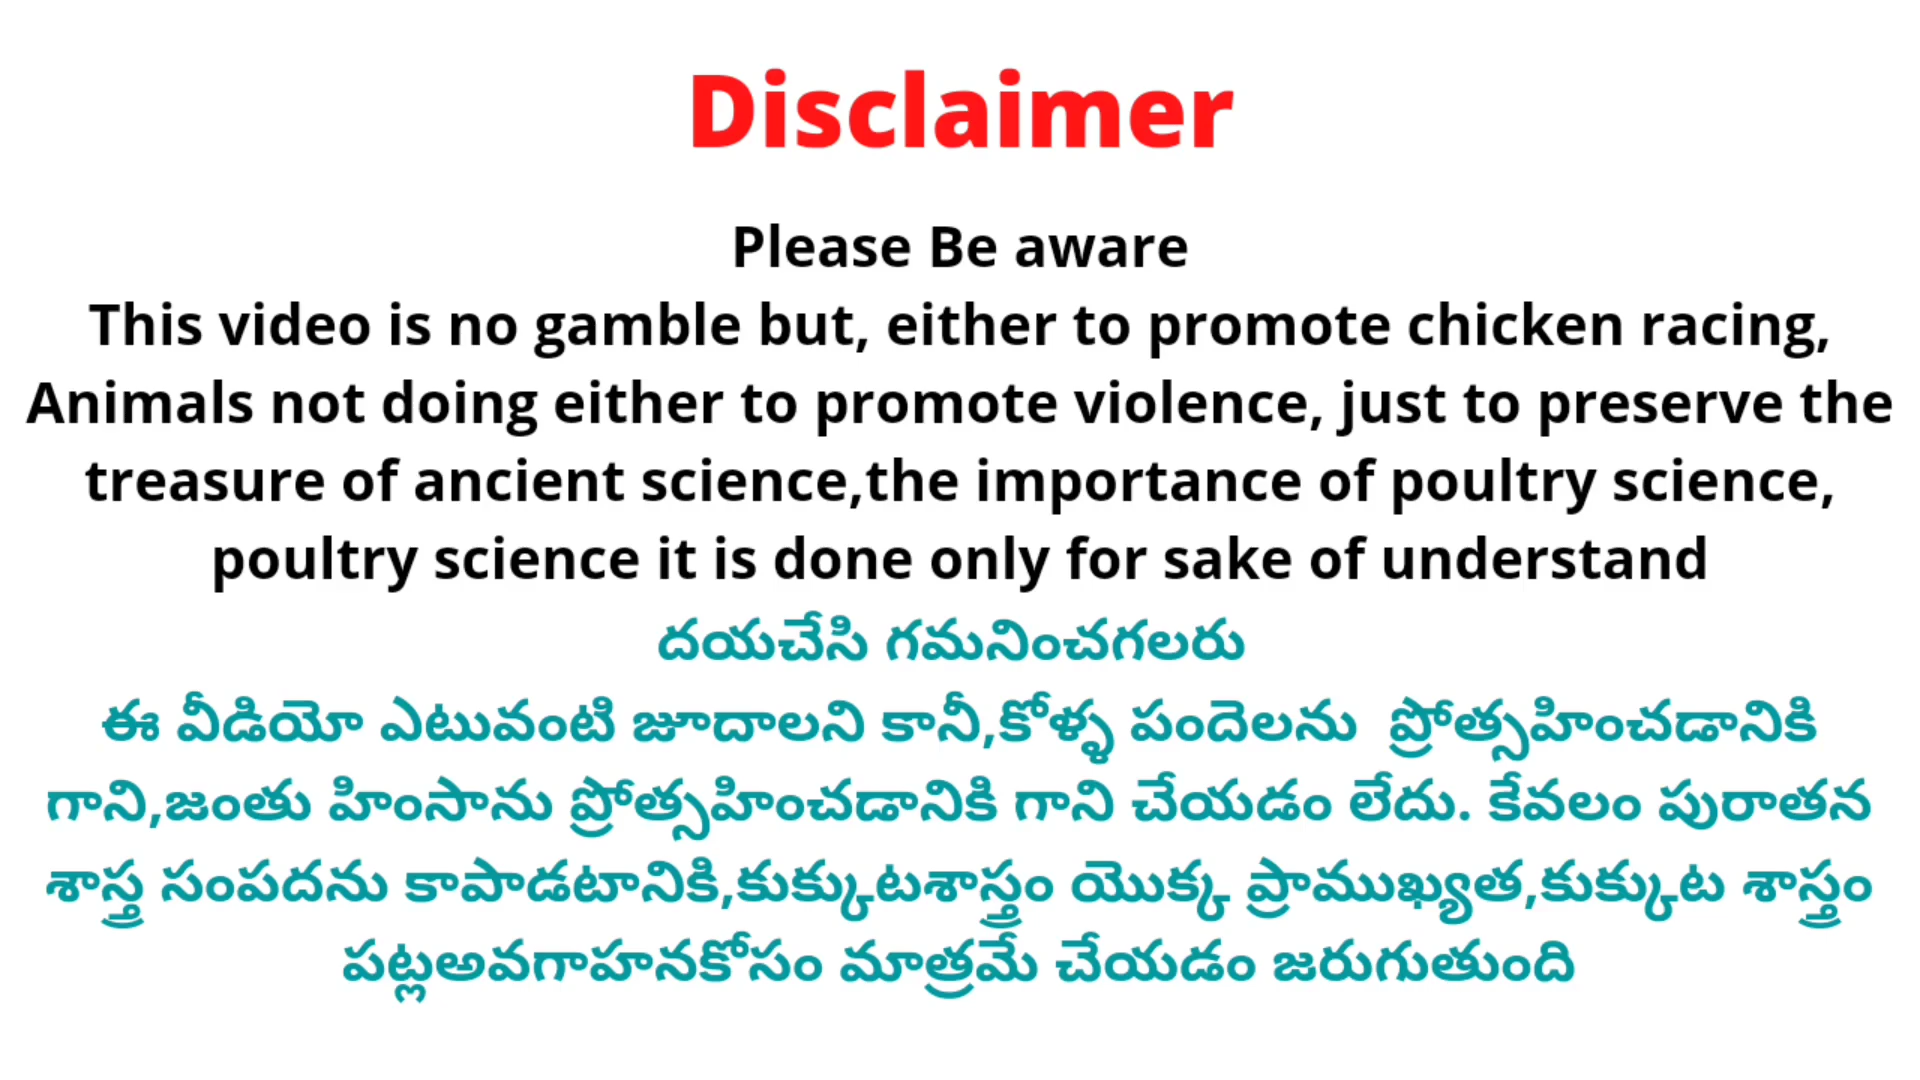 Disclaimer
Please Be aware
This video is no gamble but, either to promote chicken racing,
Animals not doing either to promote violence, just to preserve the
treasure of ancient science,the importance of poultry science,
poultry science it is done only for sake of understand
దయచేసి గమనించగలరు
ఈ వీడియో ఎటువంటి జూదాలని కానీ,కోళ్ళ పందెలను ప్రోత్సహించడానికి
గాని,జంతు హింసాను ప్రోత్సహించడానికి గాని చేయడం లేదు. కేవలం పురాతన
శాస్త్ర సంపదను కాపాడటానికి,కుక్కుటశాస్త్రం యొక్క ప్రాముఖ్యత,కుక్కుట శాస్త్రం
పట్లఅవగాహనకోసం మాత్రమే చేయడం జరుగుతుంది